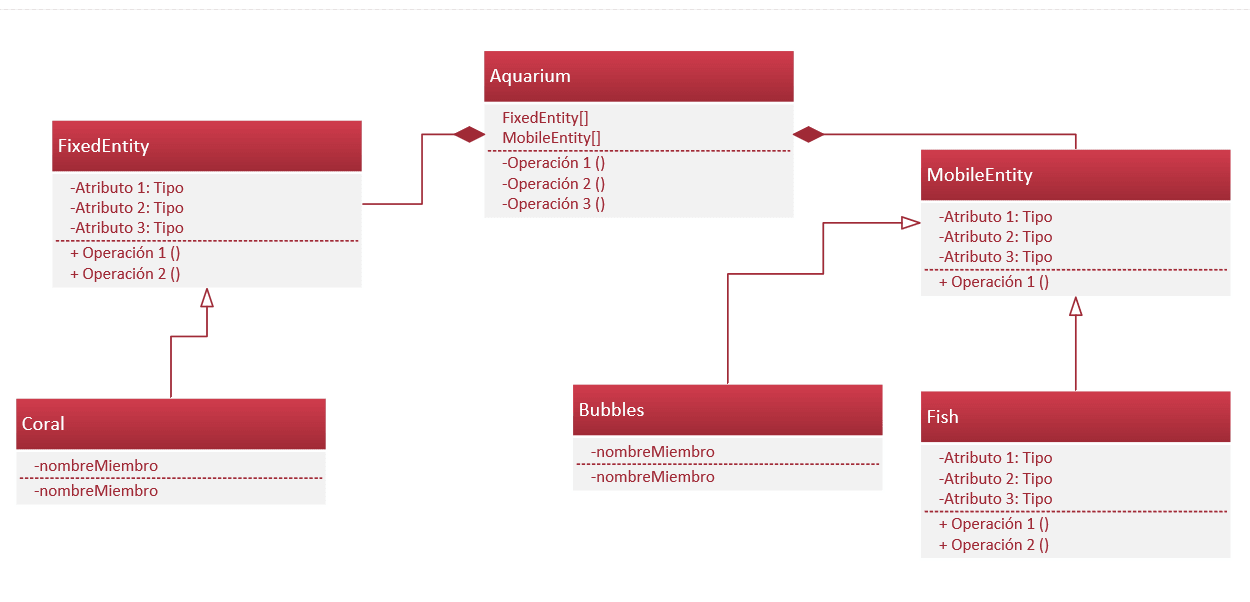 Aquarium
FixedEntity[]
MobileEntity[]
-Operación 1 ()
-Operación 2 ()
-Operación 3 ()
FixedEntity
-Atributo 1: Tipo
-Atributo 2: Tipo
-Atributo 3: Tipo
+ Operación 1 ()
+ Operación 2 ()
MobileEntity
-Atributo 1: Tipo
-Atributo 2: Tipo
-Atributo 3: Tipo
+ Operación 1 ()
Coral
-nombreMiembro
-nombreMiembro
Bubbles
-nombreMiembro
-nombreMiembro
Fish
-Atributo 1: Tipo
-Atributo 2: Tipo
-Atributo 3: Tipo
+ Operación 1 ()
+ Operación 2 ()